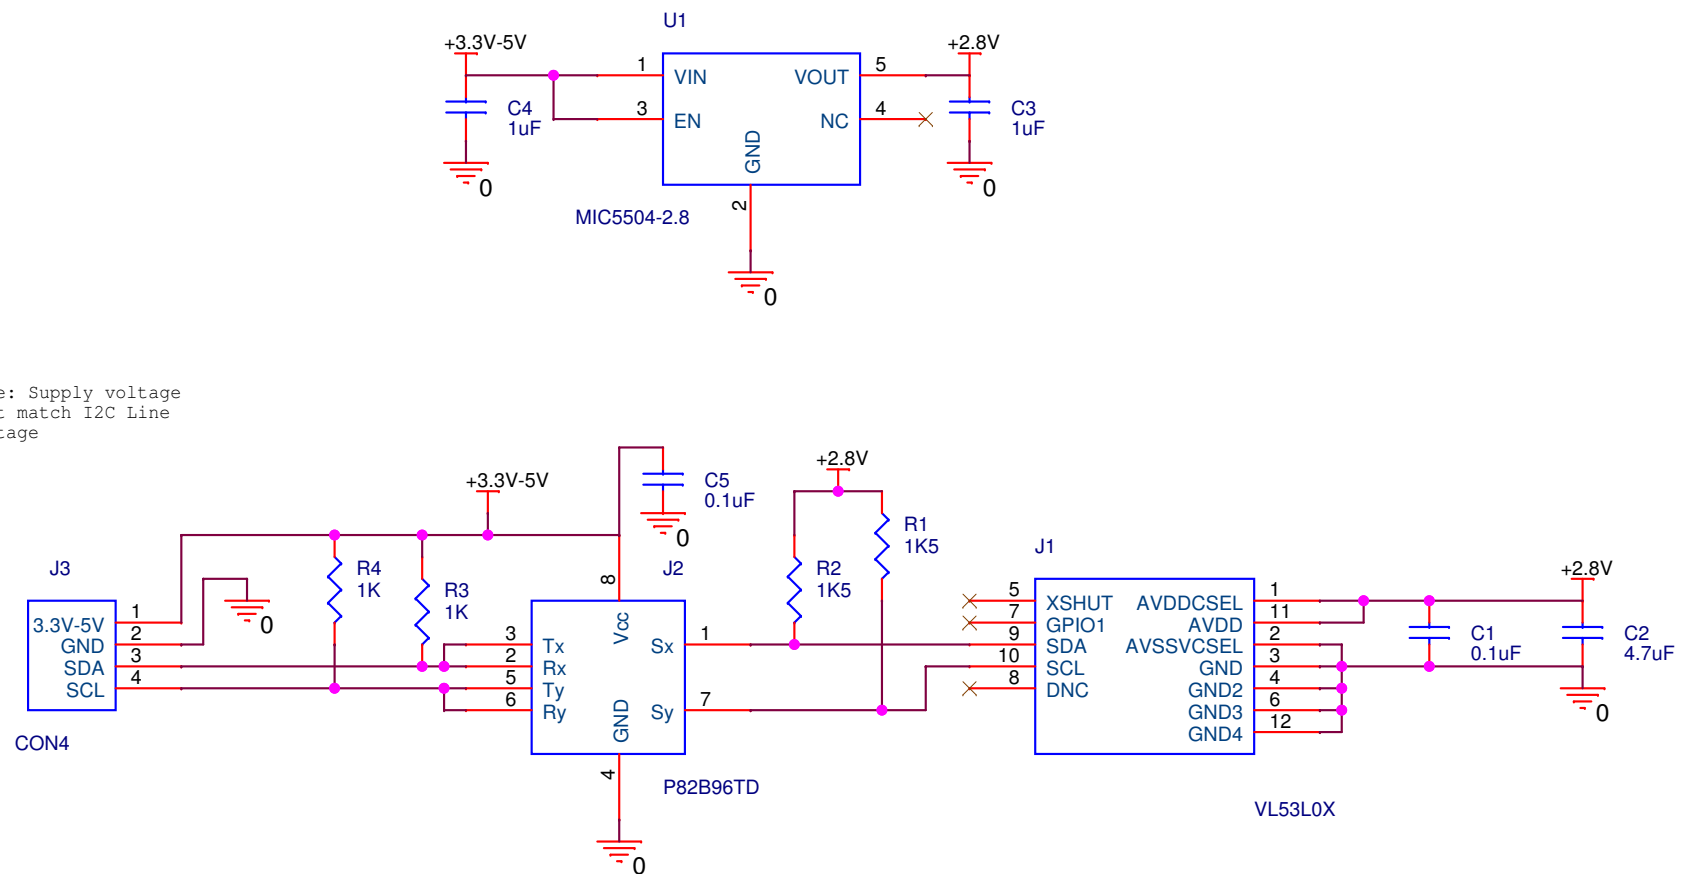 U1
+3.3V-5V
+2.8V
1
VIN
VOUT
5
C4
1uF
3
EN
NC
4
C3
1uF
GND
0
0
2
MIC5504-2.8
0
e: Supply voltage
t match I2C Line
tage
+2.8V
+3.3V-5V
C5
0.1uF
0
R1
1K5
J3
R4
1K
R3
1K
8
J2
R2
1K5
J1
+2.8V
1
3.3V-5V
2
GND
3
SDA
4
SCL
0
CON4
Vcc
3
Tx
2
Rx
5
Ty
6
Ry
Sx
1
Sy
7
GND
4
P82B96TD
0
5
XSHUT
7
GPIO1
9
SDA
10
SCL
8
DNC
AVDDCSEL
1
AVDD
11
AVSSVCSEL
2
GND
3
GND2
4
GND3
6
GND4
12
C1
0.1uF
C2
4.7uF
0
VL53L0X